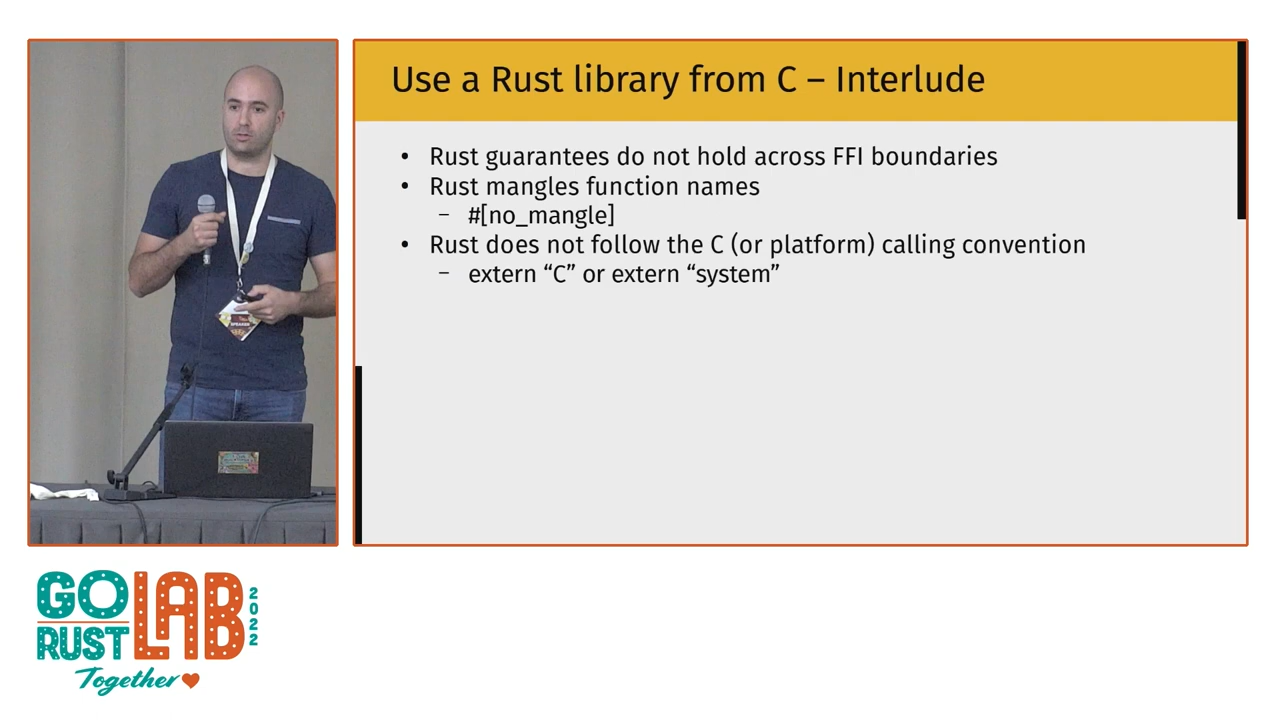 Use a Rust library from C – Interlude
• Rust guarantees do not hold across FFI boundaries
• Rust mangles function names
– #[no_mangle]
• Rust does not follow the C (or platform) calling convention
– extern “C” or extern “system”
SPEAKER
GO
RUST
LAB
2022
Together